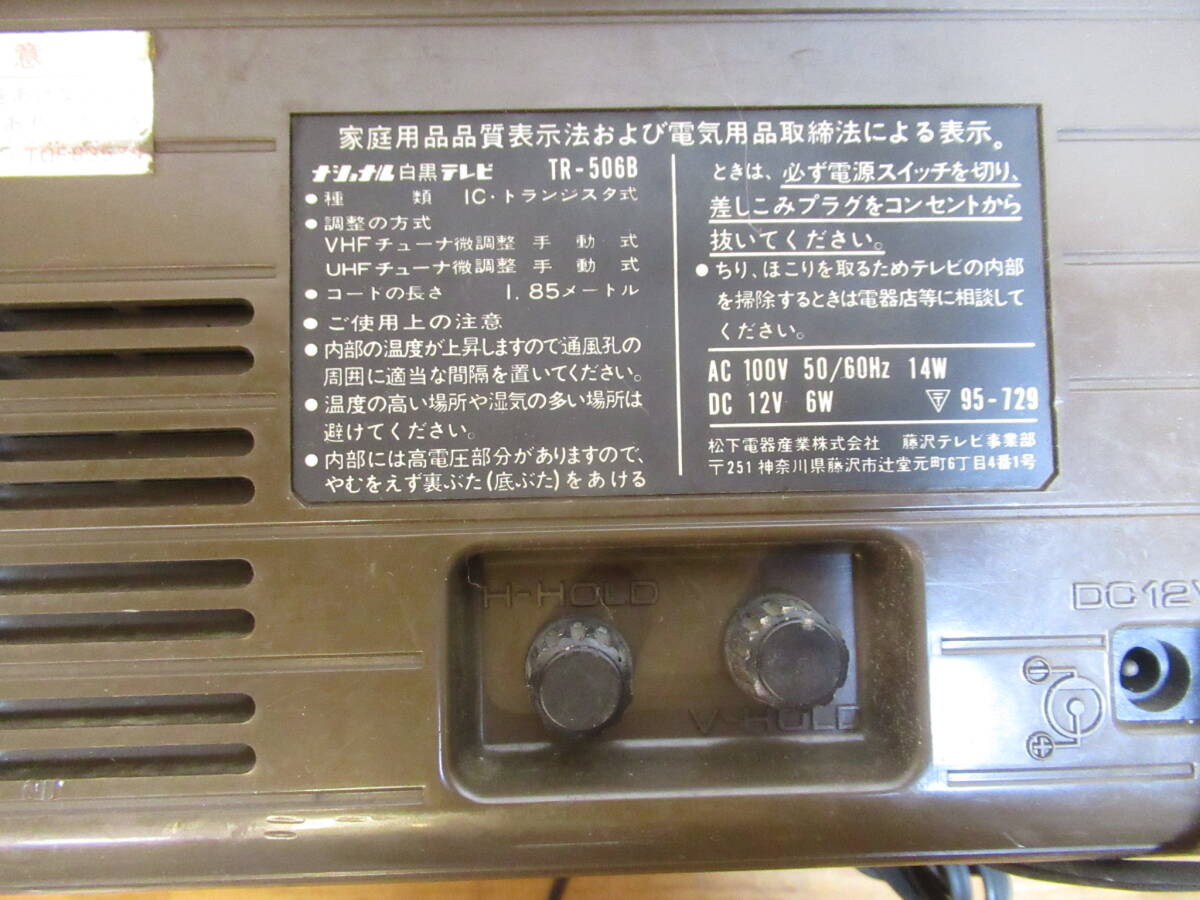 意
家庭用品品質表示法および電気用品取締法による表示。
ナショナル 白黒テレビ TR-506B
● 種 類 IC・トランジスタ式
● 調整の方式
VHFチューナ微調整 手 動 式
UHFチューナ微調整 手 動 式
● コードの長さ 1.85メートル
● ご使用上の注意
● 内部の温度が上昇しますので通風孔の
周囲に適当な間隔を置いてください。
● 温度の高い場所や湿気の多い場所は
避けてください。
● 内部には高電圧部分がありますので、
やむをえず裏ぶた(底ぶた)をあける
ときは、必ず電源スイッチを切り、
差しこみプラグをコンセントから
抜いてください。
● ちり、ほこりを取るためテレビの内部
を掃除するときは電器店等に相談して
ください。
AC 100V 50/60Hz 14W
DC 12V 6W 〒 95-729
松下電器産業株式会社 藤沢テレビ事業部
〒251 神奈川県藤沢市辻堂元町6丁目4番1号
H-HOLD
V-HOLD
DC12V